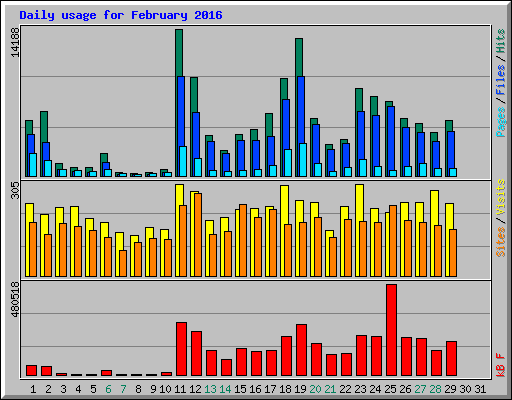 Daily usage for February 2016
14188
Pages / Files / Hits
305
Sites / Visits
480518
kB F
1 2 3 4 5 6 7 8 9 10 11 12 13 14 15 16 17 18 19 20 21 22 23 24 25 26 27 28 29 30 31